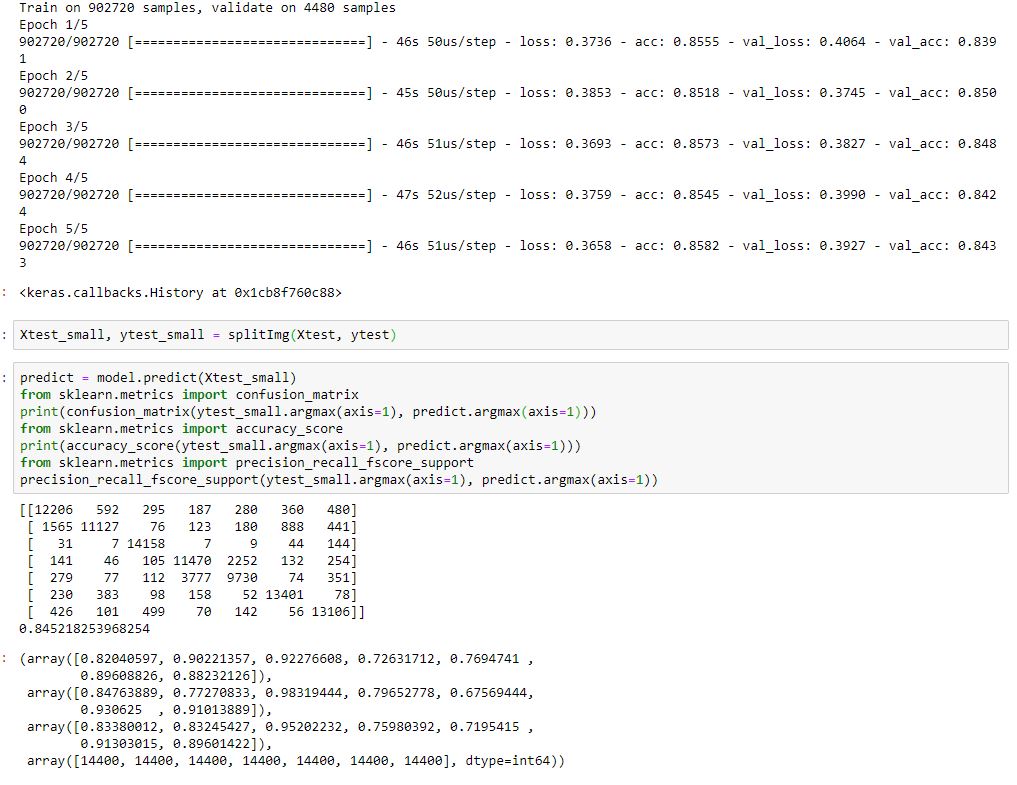 Train on 902720 samples, validate on 4480 samples
Epoch 1/5
902720/902720 [==============================] - 46s 50us/step - loss: 0.3736 - acc: 0.8555 - val_loss: 0.4064 - val_acc: 0.839
1
Epoch 2/5
902720/902720 [==============================] - 45s 50us/step - loss: 0.3853 - acc: 0.8518 - val_loss: 0.3745 - val_acc: 0.850
0
Epoch 3/5
902720/902720 [==============================] - 46s 51us/step - loss: 0.3693 - acc: 0.8573 - val_loss: 0.3827 - val_acc: 0.848
4
Epoch 4/5
902720/902720 [==============================] - 47s 52us/step - loss: 0.3759 - acc: 0.8545 - val_loss: 0.3990 - val_acc: 0.842
4
Epoch 5/5
902720/902720 [==============================] - 46s 51us/step - loss: 0.3658 - acc: 0.8582 - val_loss: 0.3927 - val_acc: 0.843
3
: <keras.callbacks.History at 0x1cb8f760c88>
: Xtest_small, ytest_small = splitImg(Xtest, ytest)
: predict = model.predict(Xtest_small)
from sklearn.metrics import confusion_matrix
print(confusion_matrix(ytest_small.argmax(axis=1), predict.argmax(axis=1)))
from sklearn.metrics import accuracy_score
print(accuracy_score(ytest_small.argmax(axis=1), predict.argmax(axis=1)))
from sklearn.metrics import precision_recall_fscore_support
precision_recall_fscore_support(ytest_small.argmax(axis=1), predict.argmax(axis=1))
[[12206   592   295   187   280   360   480]
 [ 1565 11127    76   123   180   888   441]
 [   31     7 14158     7     9    44   144]
 [  141    46   105 11470  2252   132   254]
 [  279    77   112  3777  9730    74   351]
 [  230   383    98   158    52 13401    78]
 [  426   101   499    70   142    56 13106]]
0.845218253968254
: (array([0.82040597, 0.90221357, 0.92276608, 0.72631712, 0.7694741 ,
        0.89608826, 0.88232126]),
 array([0.84763889, 0.77270833, 0.98319444, 0.79652778, 0.67569444,
        0.930625  , 0.91013889]),
 array([0.83380012, 0.83245427, 0.95202232, 0.75980392, 0.7195415 ,
        0.91303015, 0.89601422]),
 array([14400, 14400, 14400, 14400, 14400, 14400, 14400], dtype=int64))